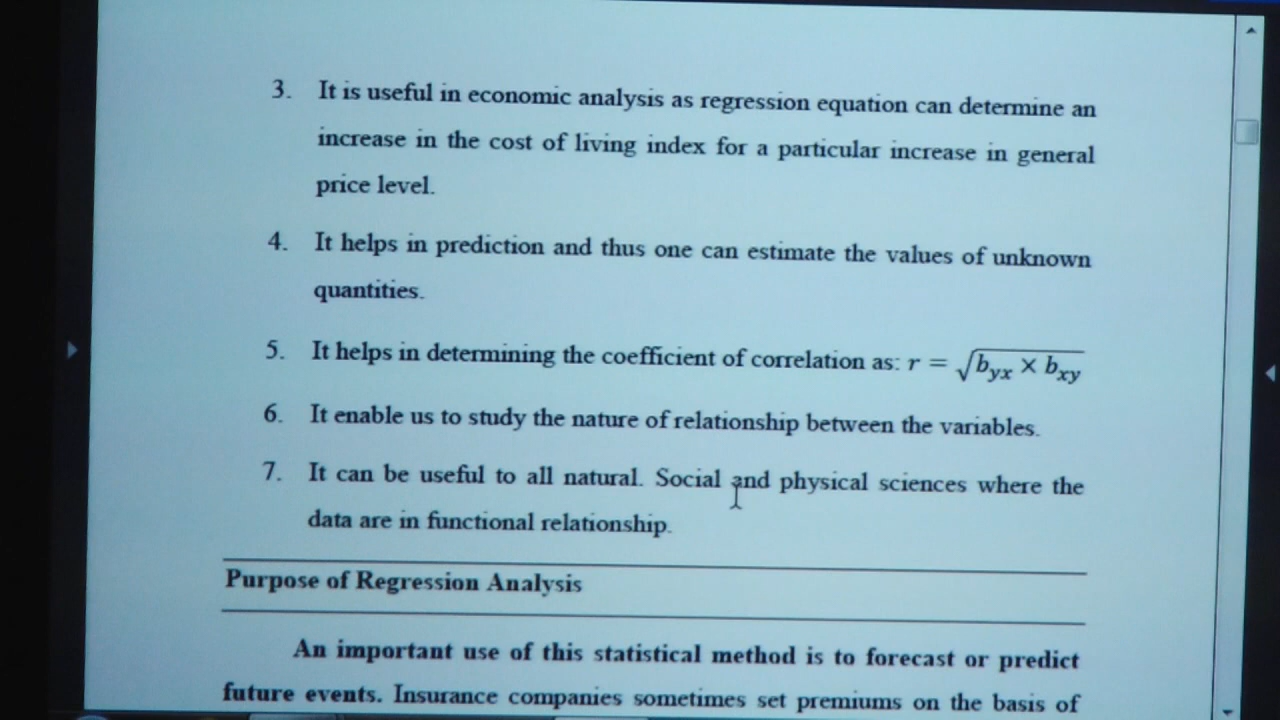 3. It is useful in economic analysis as regression equation can determine an
increase in the cost of living index for a particular increase in general
price level.
4. It helps in prediction and thus one can estimate the values of unknown
quantities.
5. It helps in determining the coefficient of correlation as: r = √(b_yx × b_xy)
6. It enable us to study the nature of relationship between the variables.
7. It can be useful to all natural. Social and physical sciences where the
data are in functional relationship.
Purpose of Regression Analysis
An important use of this statistical method is to forecast or predict
future events. Insurance companies sometimes set premiums on the basis of